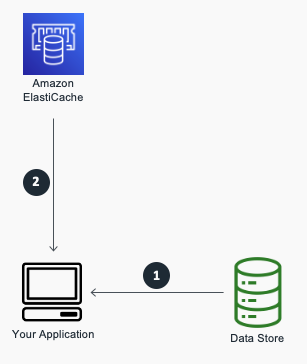 Amazon
ElastiCache
2
1
Your Application
Data Store